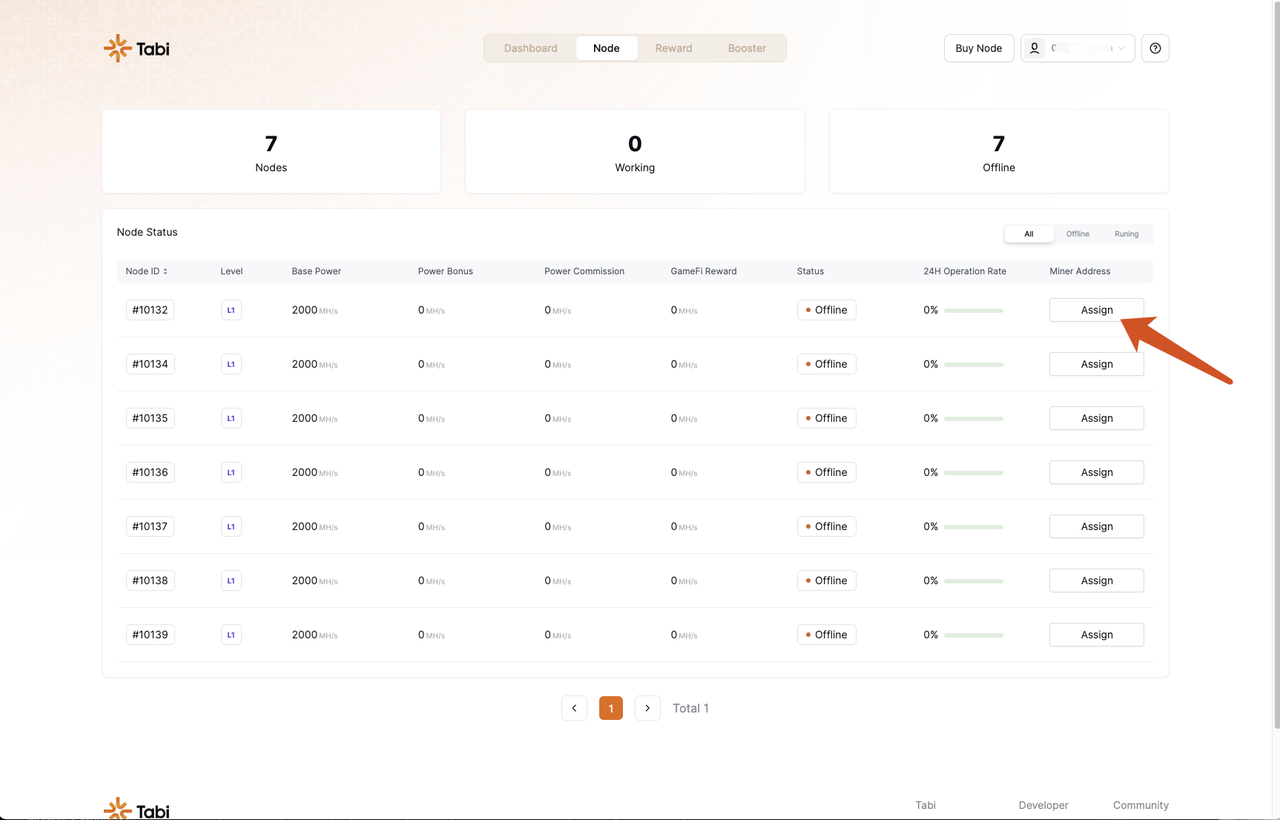 Tabi
Dashboard Node Reward Booster
Buy Node
7
Nodes
0
Working
7
Offline
Node Status
All Offline Runing
Node ID Level Base Power Power Bonus Power Commission GameFi Reward Status 24H Operation Rate Miner Address
#10132 L1 2000 MH/s 0 MH/s 0 MH/s 0 MH/s Offline 0% Assign
#10134 L1 2000 MH/s 0 MH/s 0 MH/s 0 MH/s Offline 0% Assign
#10135 L1 2000 MH/s 0 MH/s 0 MH/s 0 MH/s Offline 0% Assign
#10136 L1 2000 MH/s 0 MH/s 0 MH/s 0 MH/s Offline 0% Assign
#10137 L1 2000 MH/s 0 MH/s 0 MH/s 0 MH/s Offline 0% Assign
#10138 L1 2000 MH/s 0 MH/s 0 MH/s 0 MH/s Offline 0% Assign
#10139 L1 2000 MH/s 0 MH/s 0 MH/s 0 MH/s Offline 0% Assign
1 Total 1
Tabi
Tabi Developer Community